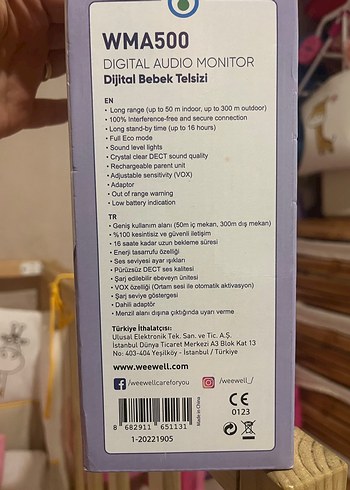 WMA500
DIGITAL AUDIO MONITOR
Dijital Bebek Telsizi
EN
• Long range (up to 50 m indoor, up to 300 m outdoor)
• 100% Interference-free and secure connection
• Long stand-by time (up to 16 hours)
• Full Eco mode
• Sound level lights
• Crystal clear DECT sound quality
• Rechargeable parent unit
• Adjustable sensitivity (VOX)
• Adaptor
• Out of range warning
• Low battery indication
TR
• Geniş kullanım alanı (50m iç mekan, 300m dış mekan)
• %100 kesintisiz ve güvenli iletişim
• 16 saate kadar uzun bekleme süresi
• Enerji tasarrufu özelliği
• Ses seviyesi ayar ışıkları
• Pürüzsüz DECT ses kalitesi
• Şarj edilebilir ebeveyn ünitesi
• VOX özelliği (Ortam sesi ile otomatik aktivasyon)
• Şarj seviye göstergesi
• Dahili adaptör
• Menzil alanı dışına çıktığında uyarı verme
Türkiye İthalatçısı:
Ulusal Elektronik Tek. San. ve Tic. A.Ş.
İstanbul Dünya Ticaret Merkezi A3 Blok Kat 13
No: 403-404 Yeşilköy - İstanbul / Türkiye
www.weewell.com
/weewellcareforyou /weewell_/
Made in China
CE
0123
8 682911 651131
1-20221905